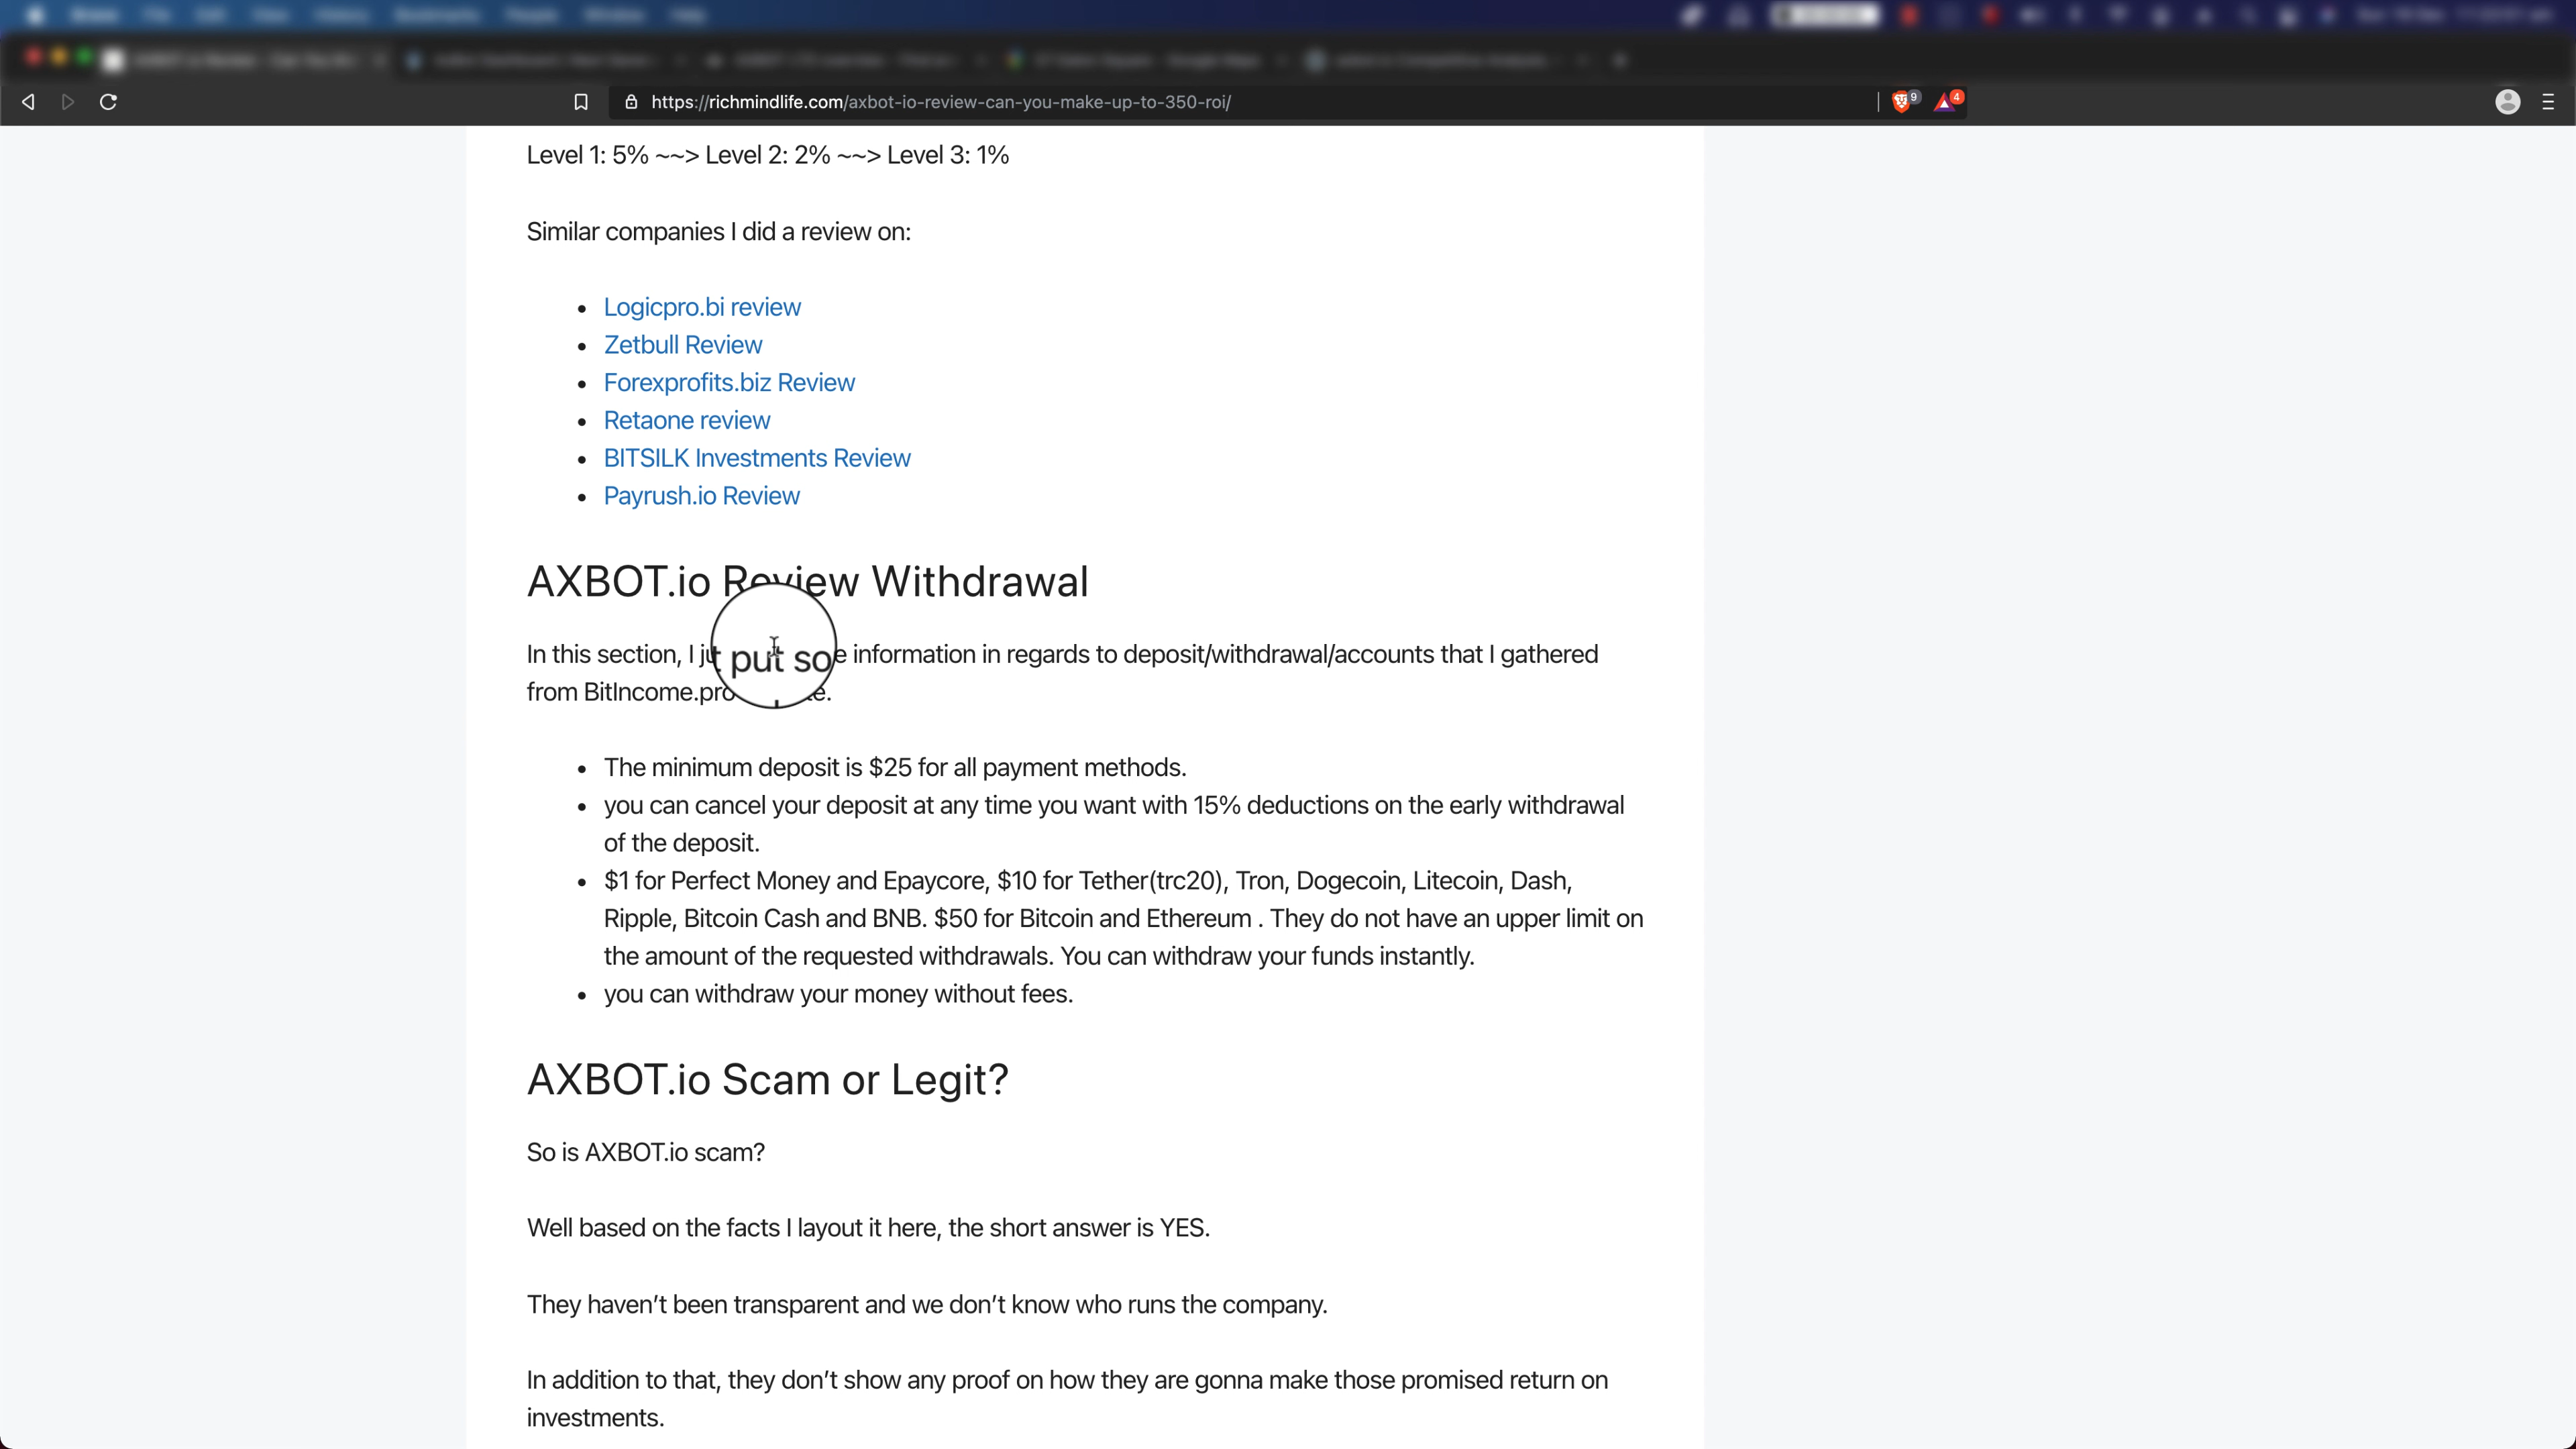 https://richmindlife.com/axbot-io-review-can-you-make-up-to-350-roi/
9
4
Level 1: 5% ~~> Level 2: 2% ~~> Level 3: 1%
Similar companies I did a review on:
Logicpro.bi review
Zetbull Review
Forexprofits.biz Review
Retaone review
BITSILK Investments Review
Payrush.io Review
AXBOT.io Review Withdrawal
In this section, I put some information in regards to deposit/withdrawal/accounts that I gathered
from BitIncome.pro
The minimum deposit is $25 for all payment methods.
you can cancel your deposit at any time you want with 15% deductions on the early withdrawal
of the deposit.
$1 for Perfect Money and Epaycore, $10 for Tether(trc20), Tron, Dogecoin, Litecoin, Dash,
Ripple, Bitcoin Cash and BNB. $50 for Bitcoin and Ethereum . They do not have an upper limit on
the amount of the requested withdrawals. You can withdraw your funds instantly.
you can withdraw your money without fees.
AXBOT.io Scam or Legit?
So is AXBOT.io scam?
Well based on the facts I layout it here, the short answer is YES.
They haven't been transparent and we don't know who runs the company.
In addition to that, they don't show any proof on how they are gonna make those promised return on
investments.